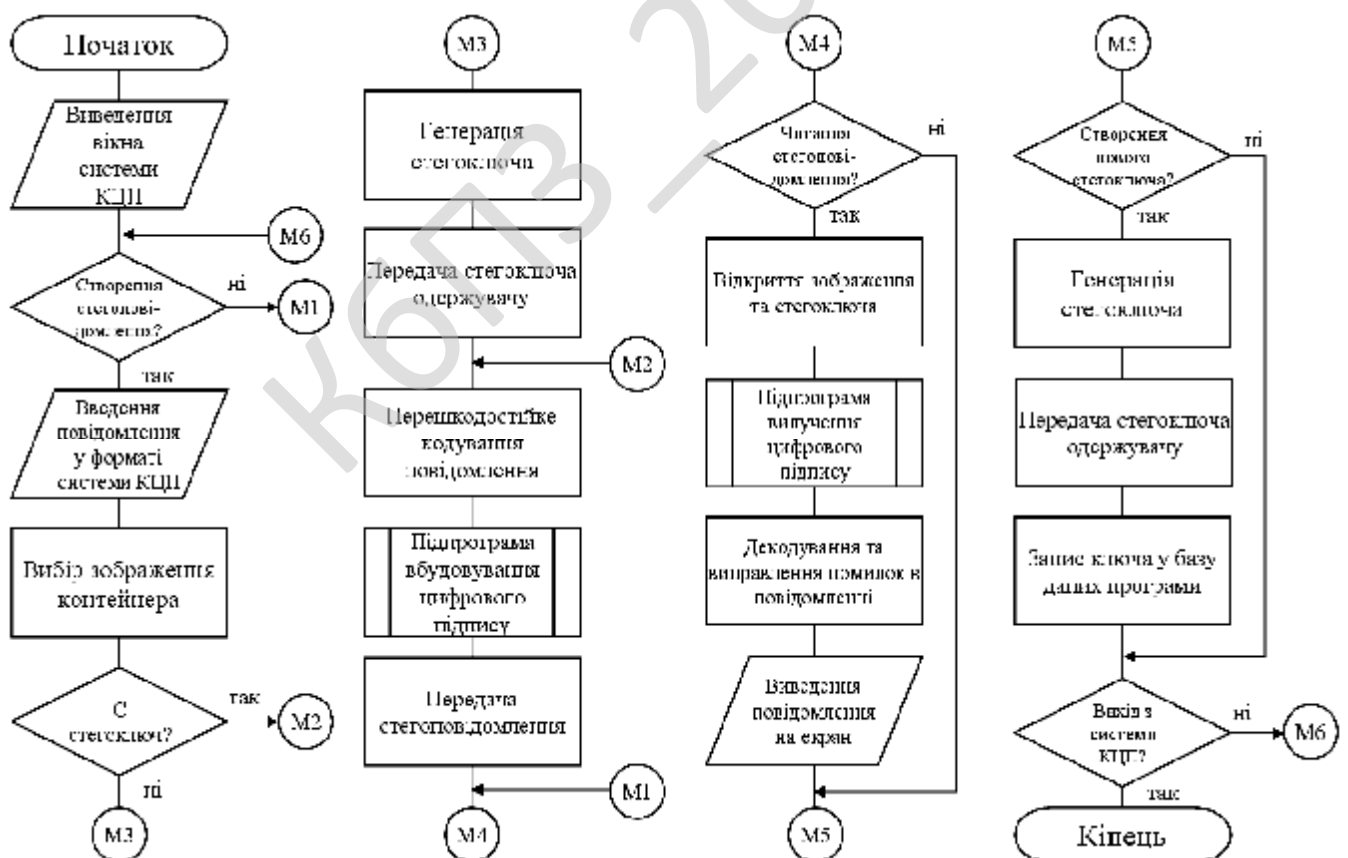 Початок
Виведення
вікна
системи
КЦП
М6
Створення
стегопові-
домлення?
ні
М1
так
Введення
повідомлення
у форматі
системи КЦП
Вибір зображення
контейнера
Є
стегоключ?
так
М2
ні
М3
М3
Генерація
стегоключа
Передача стегоключа
одержувачу
М2
Перешкодостійке
кодування
повідомлення
Підпрограма
вбудовування
цифрового
підпису
Передача
стегоповідомлення
М1
М4
М4
Читання
стегопові-
домлення?
ні
так
Відкриття зображення
та стегоключа
Підпрограма
вилучення
цифрового
підпису
Декодування та
виправлення помилок в
повідомленні
Виведення
повідомлення
на екран
М5
М5
Створення
нового
стегоключа?
ні
так
Генерація
стегоключа
Передача стегоключа
одержувачу
Запис ключа у базу
даних програми
Вихід з
системи
КЦП?
ні
М6
так
Кінець